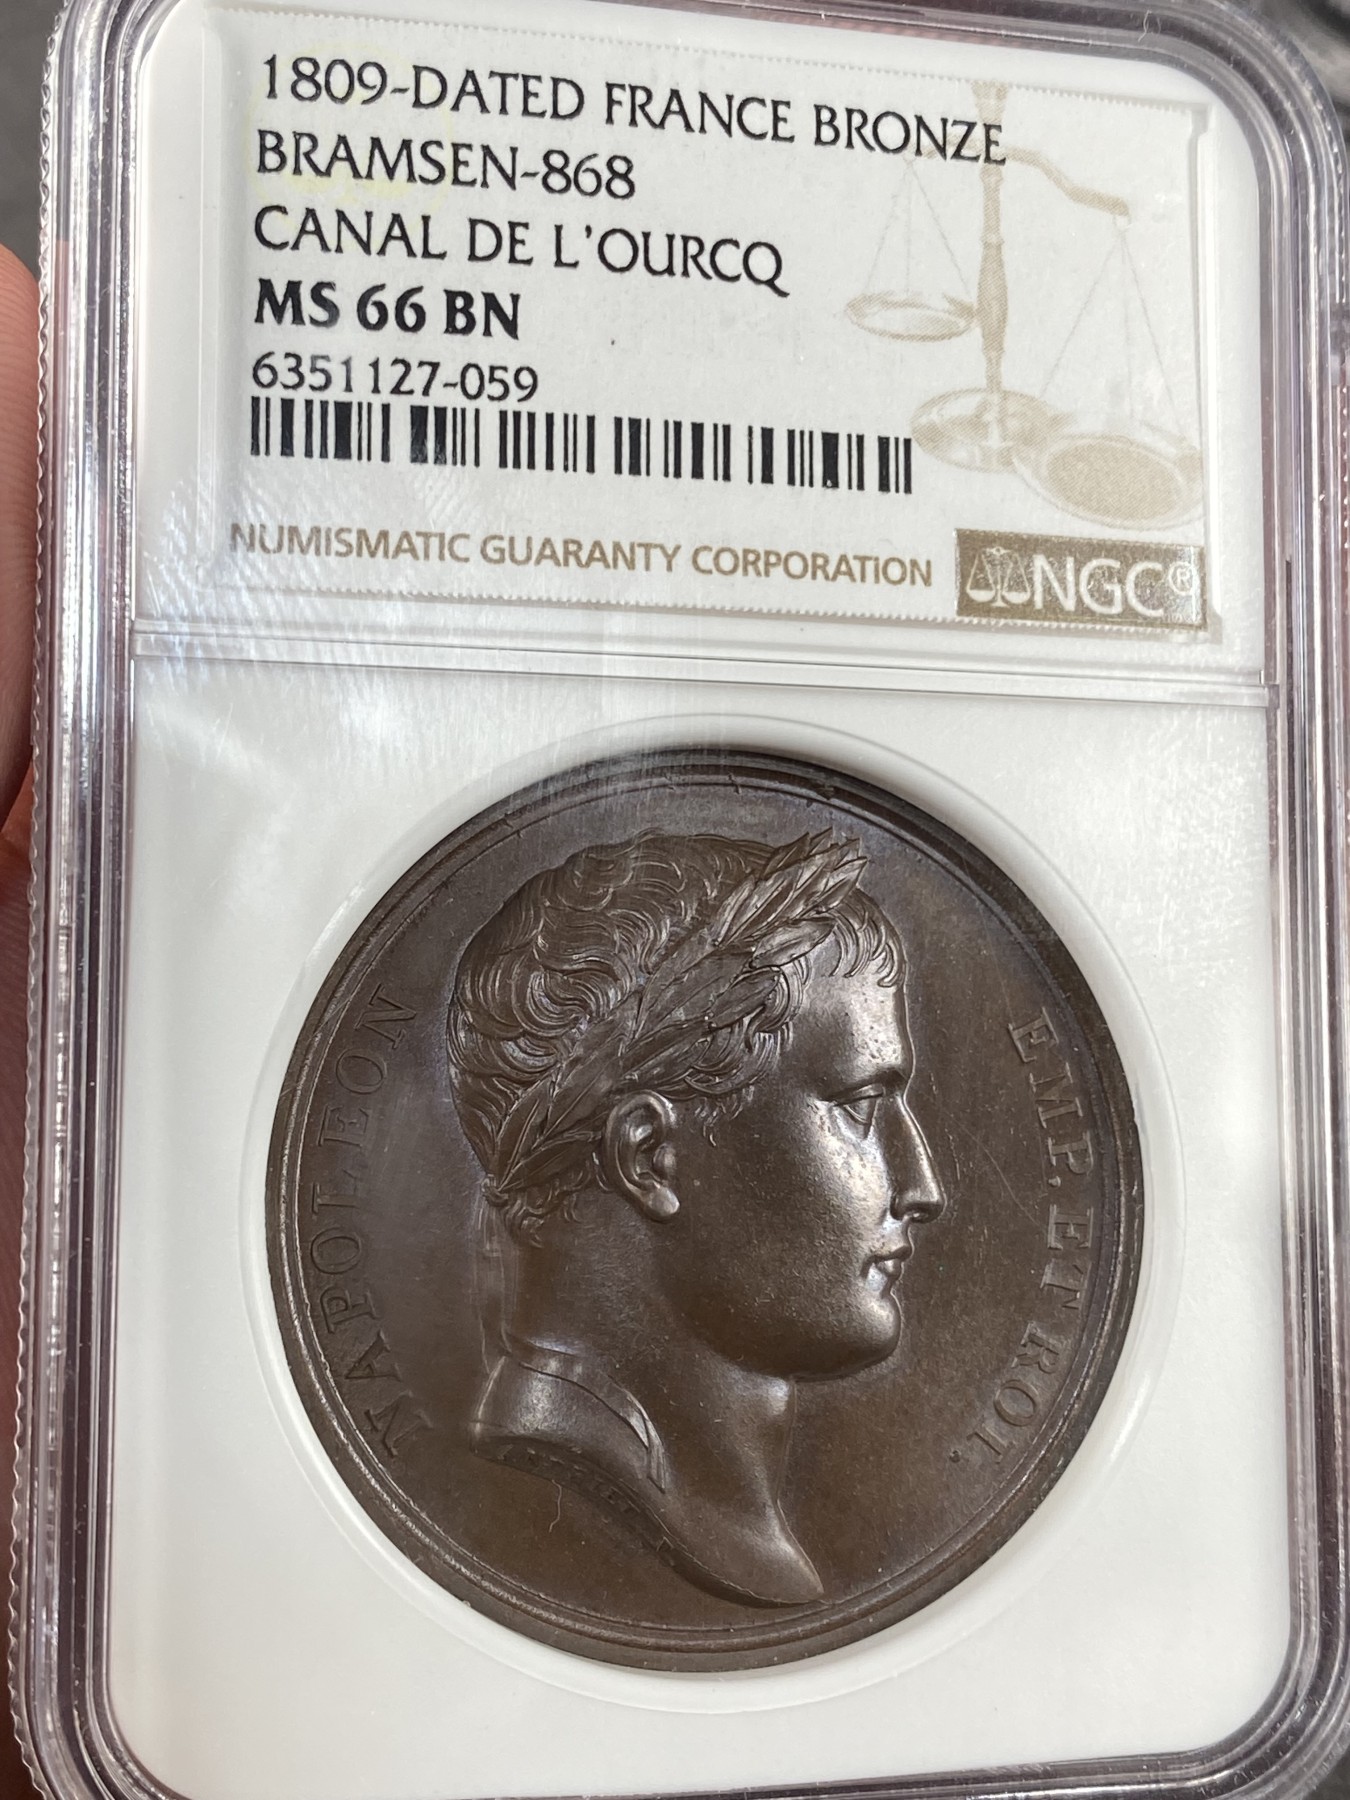 1809-DATED FRANCE BRONZE
BRAMSEN-868
CANAL DE L'OURCQ
MS 66 BN
6351127-059
NUMISMATIC GUARANTY CORPORATION
NGC®
NAPOLEON
EMP. ET ROI.